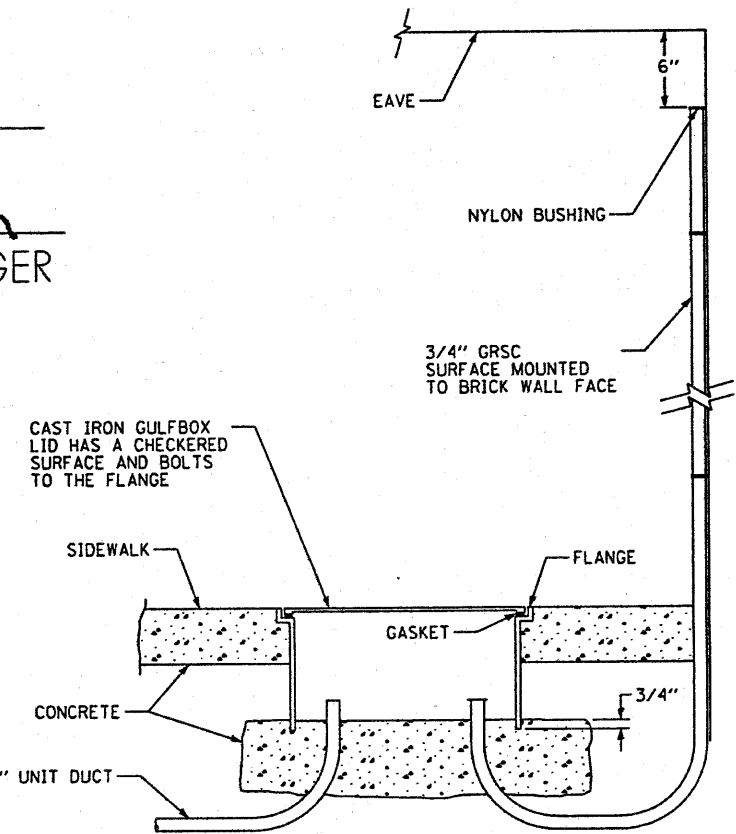 6"
EAVE
NYLON BUSHING
GER
3/4" GRSC
SURFACE MOUNTED
TO BRICK WALL FACE
CAST IRON GULFBOX
LID HAS A CHECKERED
SURFACE AND BOLTS
TO THE FLANGE
SIDEWALK
FLANGE
GASKET
3/4"
CONCRETE
" UNIT DUCT